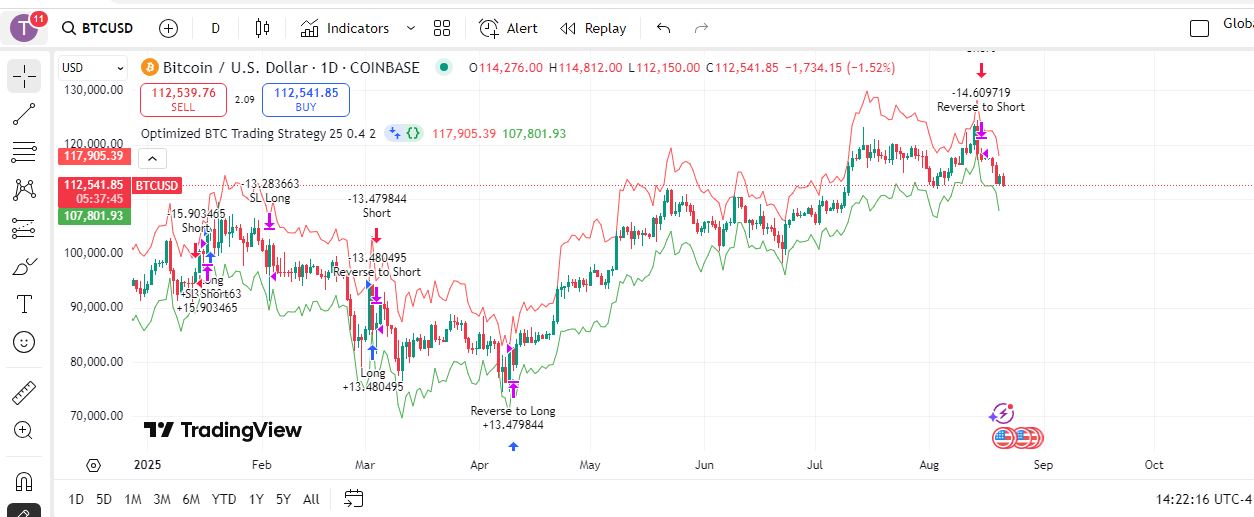 T 11 BTCUSD D Indicators Alert Replay Globa
USD Bitcoin / U.S. Dollar · 1D · COINBASE O114,276.00 H114,812.00 L112,150.00 C112,541.85 −1,734.15 (−1.52%)
112,539.76 2.09 112,541.85
SELL BUY
Optimized BTC Trading Strategy 25 0.4 2 117,905.39 107,801.93
130,000.00
120,000.00
117,905.39
112,541.85 BTCUSD
05:37:45
107,801.93
100,000.00
90,000.00
80,000.00
70,000.00
-14.609719
Reverse to Short
-13.283663
SL Long
-15.903465
Short
-13.479844
Short
-13.480495
Reverse to Short
+15.903465
Long
+13.480495
Reverse to Long
+13.479844
TradingView
2025 Feb Mar Apr May Jun Jul Aug Sep Oct
1D 5D 1M 3M 6M YTD 1Y 5Y All 14:22:16 UTC-4